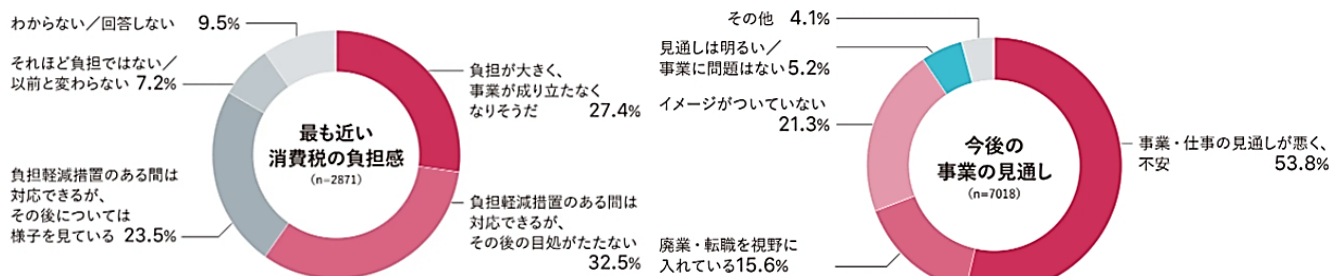 わからない／回答しない 9.5%
それほど負担ではない／
以前と変わらない 7.2%
負担軽減措置のある間は
対応できるが、
その後については
様子を見ている 23.5%
最も近い
消費税の負担感
(n=2871)
負担が大きく、
事業が成り立たなく
なりそうだ 27.4%
負担軽減措置のある間は
対応できるが、
その後の目処がたたない
32.5%
その他 4.1%
見通しは明るい／
事業に問題はない5.2%
イメージがついていない
21.3%
廃業・転職を視野に
入れている15.6%
今後の
事業の見通し
(n=7018)
事業・仕事の見通しが悪く、
不安 53.8%